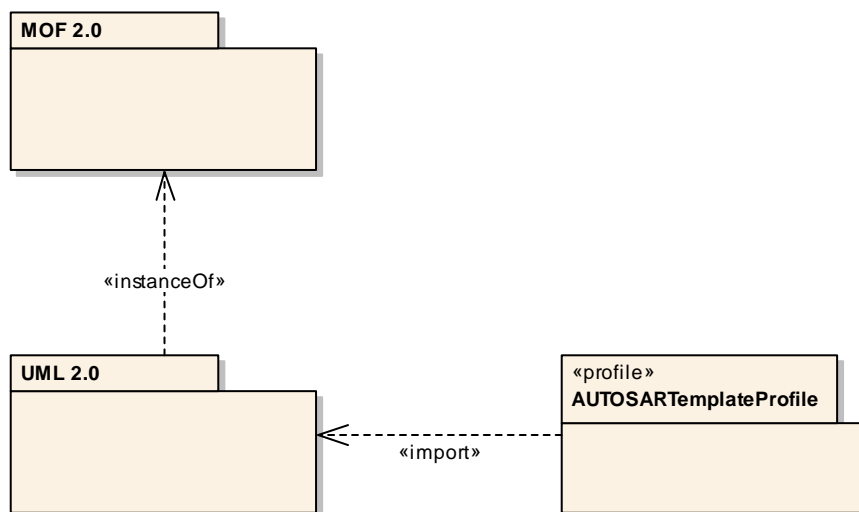 MOF 2.0
«instanceOf»
UML 2.0
«profile»
AUTOSARTemplateProfile
«import»